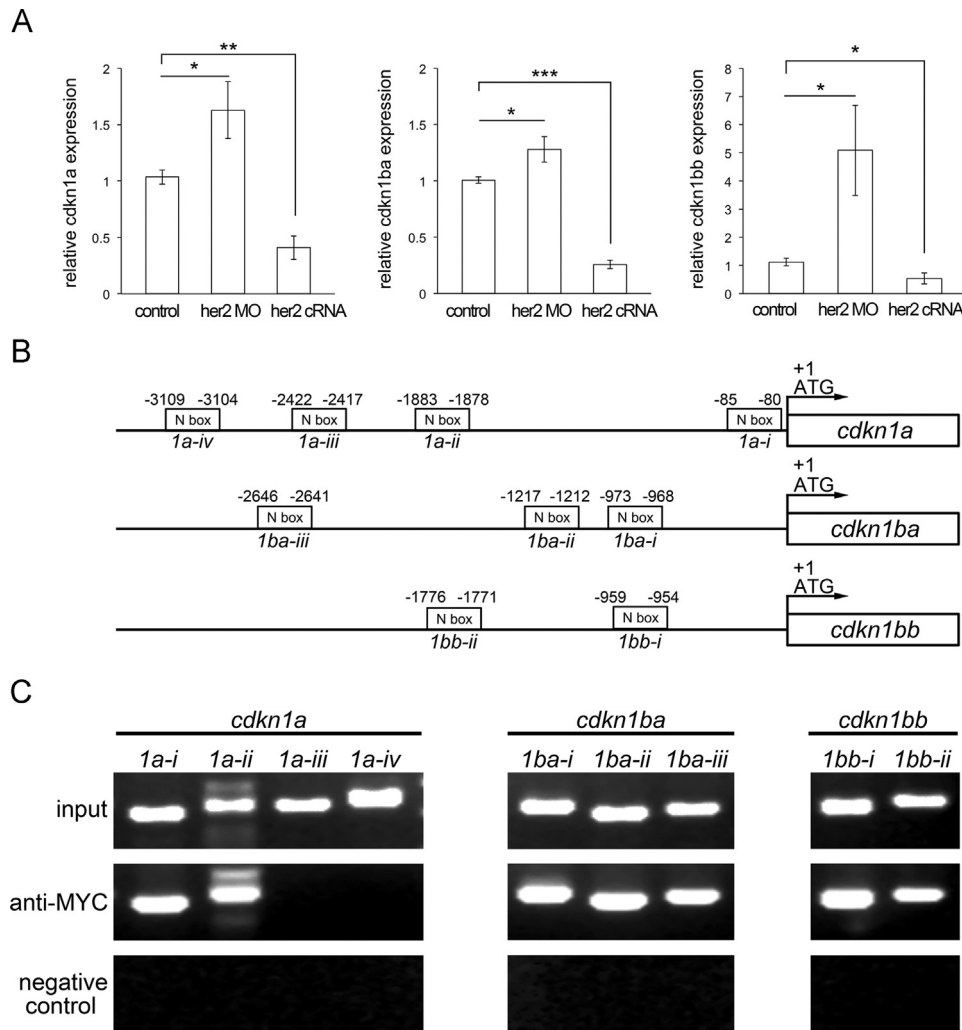 A
relative cdkn1a expression
2
1.5
1
0.5
0
* **
control her2 MO her2 cRNA
relative cdkn1ba expression
2
1.5
1
0.5
0
* ***
control her2 MO her2 cRNA
relative cdkn1bb expression
8
7
6
5
4
3
2
1
0
* *
control her2 MO her2 cRNA
B
-3109 -3104 -2422 -2417 -1883 -1878 -85 -80 +1
ATG
N box N box N box N box cdkn1a
1a-iv 1a-iii 1a-ii 1a-i
-2646 -2641 -1217 -1212 -973 -968 +1
ATG
N box N box N box cdkn1ba
1ba-iii 1ba-ii 1ba-i
-1776 -1771 -959 -954 +1
ATG
N box N box cdkn1bb
1bb-ii 1bb-i
C
cdkn1a cdkn1ba cdkn1bb
1a-i 1a-ii 1a-iii 1a-iv 1ba-i 1ba-ii 1ba-iii 1bb-i 1bb-ii
input
anti-MYC
negative
control